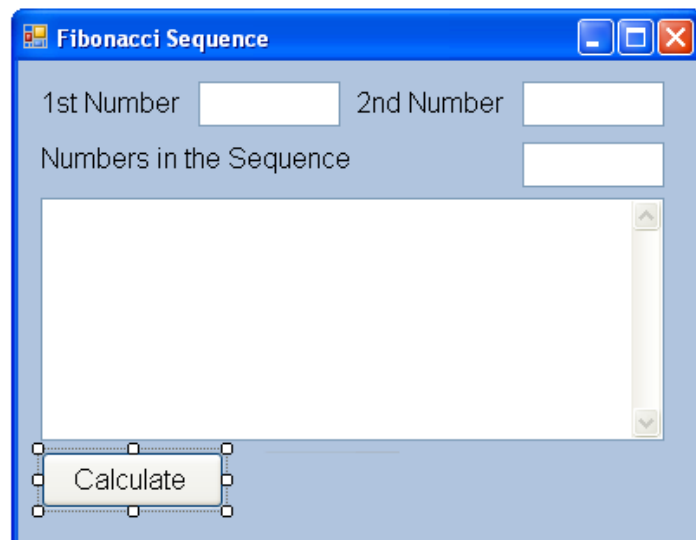 Fibonacci Sequence
1st Number 2nd Number
Numbers in the Sequence
Calculate